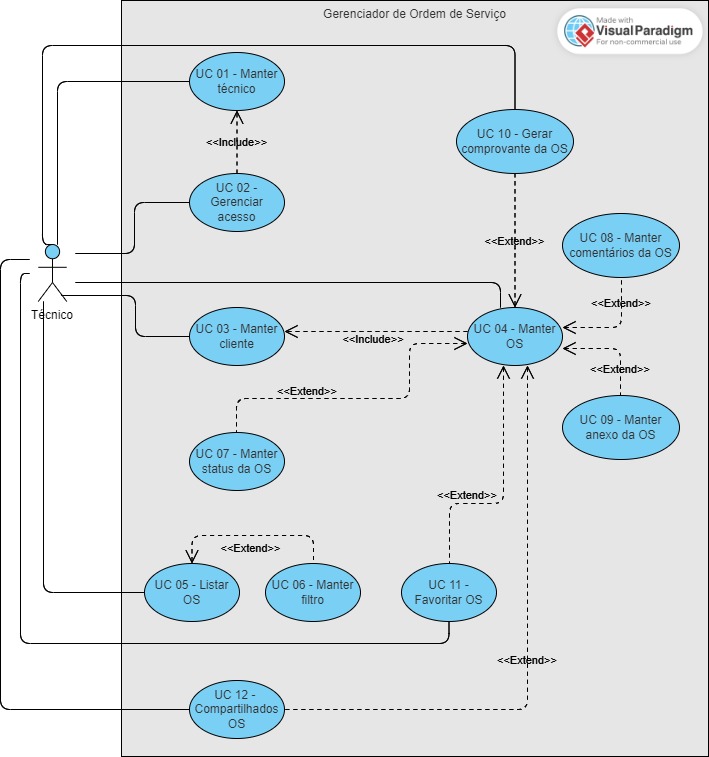 Gerenciador de Ordem de Serviço
Made with
VisualParadigm
For non-commercial use
UC 01 - Manter
técnico
UC 10 - Gerar
comprovante da OS
<<Include>>
UC 02 -
Gerenciar
acesso
UC 08 - Manter
comentários da OS
<<Extend>>
<<Extend>>
Técnico
UC 03 - Manter
cliente
<<Include>>
UC 04 - Manter
OS
<<Extend>>
<<Extend>>
UC 09 - Manter
anexo da OS
UC 07 - Manter
status da OS
<<Extend>>
<<Extend>>
UC 05 - Listar
OS
UC 06 - Manter
filtro
UC 11 -
Favoritar OS
<<Extend>>
UC 12 -
Compartilhados
OS